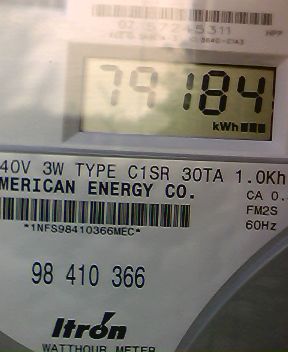 79184
kWh
40V 3W TYPE C1SR 30TA 1.0Kh
MERICAN ENERGY CO.
CA 0.
FM2S
60Hz
*1NFS98410366MEC*
98 410 366
Itrón
WATTHOUR METER